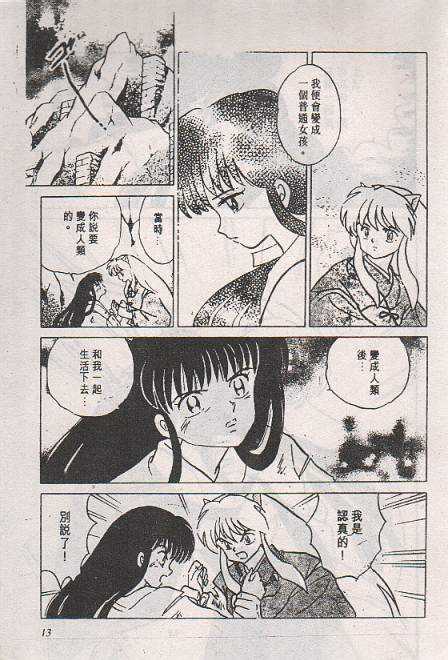 ゴ
我便會變成
一個普通女孩。
當時…
你說要
變成人類
的。
變成人類
後…
和我一起
生活下去…
我是
認真的！
別說了！
13